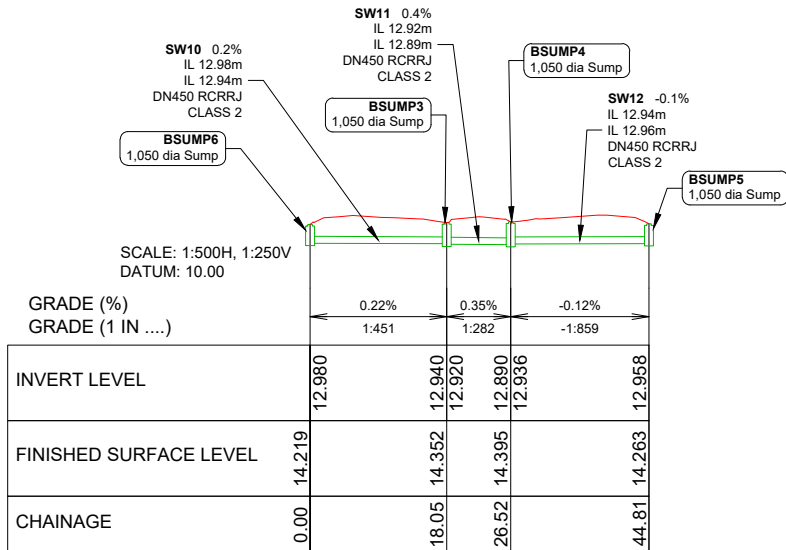 SW11 0.4%
IL 12.92m
IL 12.89m
DN450 RCRRJ
CLASS 2
SW10 0.2%
IL 12.98m
IL 12.94m
DN450 RCRRJ
CLASS 2
BSUMP4
1,050 dia Sump
BSUMP3
1,050 dia Sump
SW12 -0.1%
IL 12.94m
IL 12.96m
DN450 RCRRJ
CLASS 2
BSUMP6
1,050 dia Sump
BSUMP5
1,050 dia Sump
SCALE: 1:500H, 1:250V
DATUM: 10.00
GRADE (%) 0.22% 0.35% -0.12%
GRADE (1 IN ....) 1:451 1:282 -1:859
INVERT LEVEL 12.980 12.940 12.920 12.890 12.936 12.958
FINISHED SURFACE LEVEL 14.219 14.352 14.395 14.263
CHAINAGE 0.00 18.05 26.52 44.81